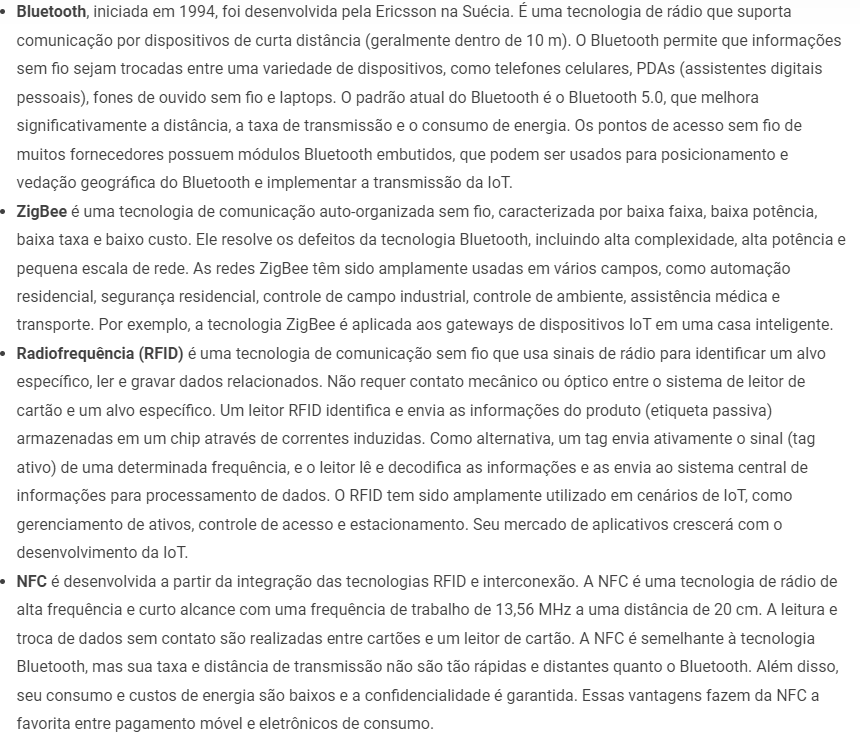 • Bluetooth, iniciada em 1994, foi desenvolvida pela Ericsson na Suécia. É uma tecnologia de rádio que suporta
comunicação por dispositivos de curta distância (geralmente dentro de 10 m). O Bluetooth permite que informações
sem fio sejam trocadas entre uma variedade de dispositivos, como telefones celulares, PDAs (assistentes digitais
pessoais), fones de ouvido sem fio e laptops. O padrão atual do Bluetooth é o Bluetooth 5.0, que melhora
significativamente a distância, a taxa de transmissão e o consumo de energia. Os pontos de acesso sem fio de
muitos fornecedores possuem módulos Bluetooth embutidos, que podem ser usados para posicionamento e
vedação geográfica do Bluetooth e implementar a transmissão da IoT.
• ZigBee é uma tecnologia de comunicação auto-organizada sem fio, caracterizada por baixa faixa, baixa potência,
baixa taxa e baixo custo. Ele resolve os defeitos da tecnologia Bluetooth, incluindo alta complexidade, alta potência e
pequena escala de rede. As redes ZigBee têm sido amplamente usadas em vários campos, como automação
residencial, segurança residencial, controle de campo industrial, controle de ambiente, assistência médica e
transporte. Por exemplo, a tecnologia ZigBee é aplicada aos gateways de dispositivos IoT em uma casa inteligente.
• Radiofrequência (RFID) é uma tecnologia de comunicação sem fio que usa sinais de rádio para identificar um alvo
específico, ler e gravar dados relacionados. Não requer contato mecânico ou óptico entre o sistema de leitor de
cartão e um alvo específico. Um leitor RFID identifica e envia as informações do produto (etiqueta passiva)
armazenadas em um chip através de correntes induzidas. Como alternativa, um tag envia ativamente o sinal (tag
ativo) de uma determinada frequência, e o leitor lê e decodifica as informações e as envia ao sistema central de
informações para processamento de dados. O RFID tem sido amplamente utilizado em cenários de IoT, como
gerenciamento de ativos, controle de acesso e estacionamento. Seu mercado de aplicativos crescerá com o
desenvolvimento da IoT.
• NFC é desenvolvida a partir da integração das tecnologias RFID e interconexão. A NFC é uma tecnologia de rádio de
alta frequência e curto alcance com uma frequência de trabalho de 13,56 MHz a uma distância de 20 cm. A leitura e
troca de dados sem contato são realizadas entre cartões e um leitor de cartão. A NFC é semelhante à tecnologia
Bluetooth, mas sua taxa e distância de transmissão não são tão rápidas e distantes quanto o Bluetooth. Além disso,
seu consumo e custos de energia são baixos e a confidencialidade é garantida. Essas vantagens fazem da NFC a
favorita entre pagamento móvel e eletrônicos de consumo.